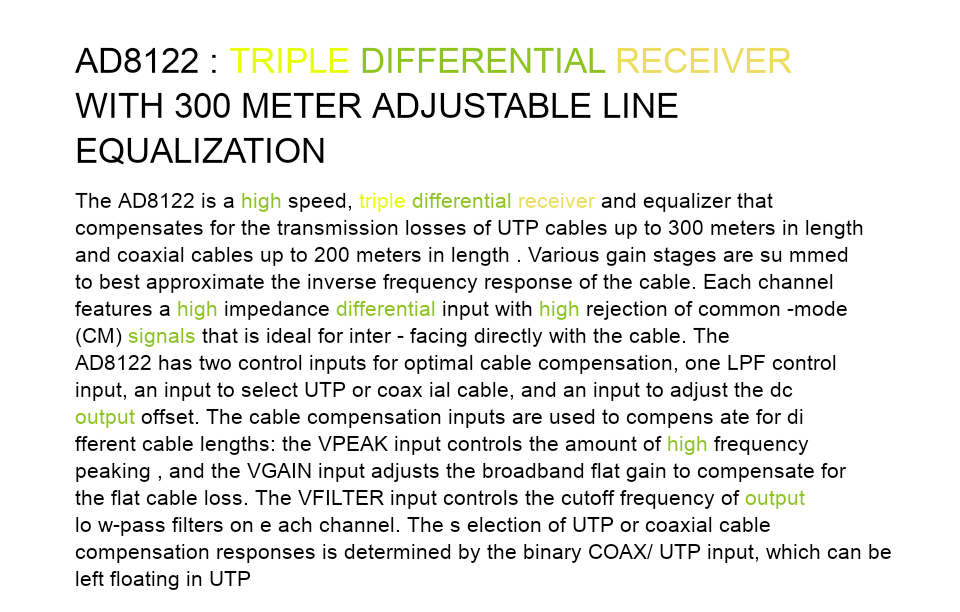 AD8122 : TRIPLE DIFFERENTIAL RECEIVER
WITH 300 METER ADJUSTABLE LINE
EQUALIZATION
The AD8122 is a high speed, triple differential receiver and equalizer that
compensates for the transmission losses of UTP cables up to 300 meters in length
and coaxial cables up to 200 meters in length . Various gain stages are su mmed
to best approximate the inverse frequency response of the cable. Each channel
features a high impedance differential input with high rejection of common -mode
(CM) signals that is ideal for inter - facing directly with the cable. The
AD8122 has two control inputs for optimal cable compensation, one LPF control
input, an input to select UTP or coax ial cable, and an input to adjust the dc
output offset. The cable compensation inputs are used to compens ate for di
fferent cable lengths: the VPEAK input controls the amount of high frequency
peaking , and the VGAIN input adjusts the broadband flat gain to compensate for
the flat cable loss. The VFILTER input controls the cutoff frequency of output
lo w-pass filters on e ach channel. The s election of UTP or coaxial cable
compensation responses is determined by the binary COAX/ UTP input, which can be
left floating in UTP